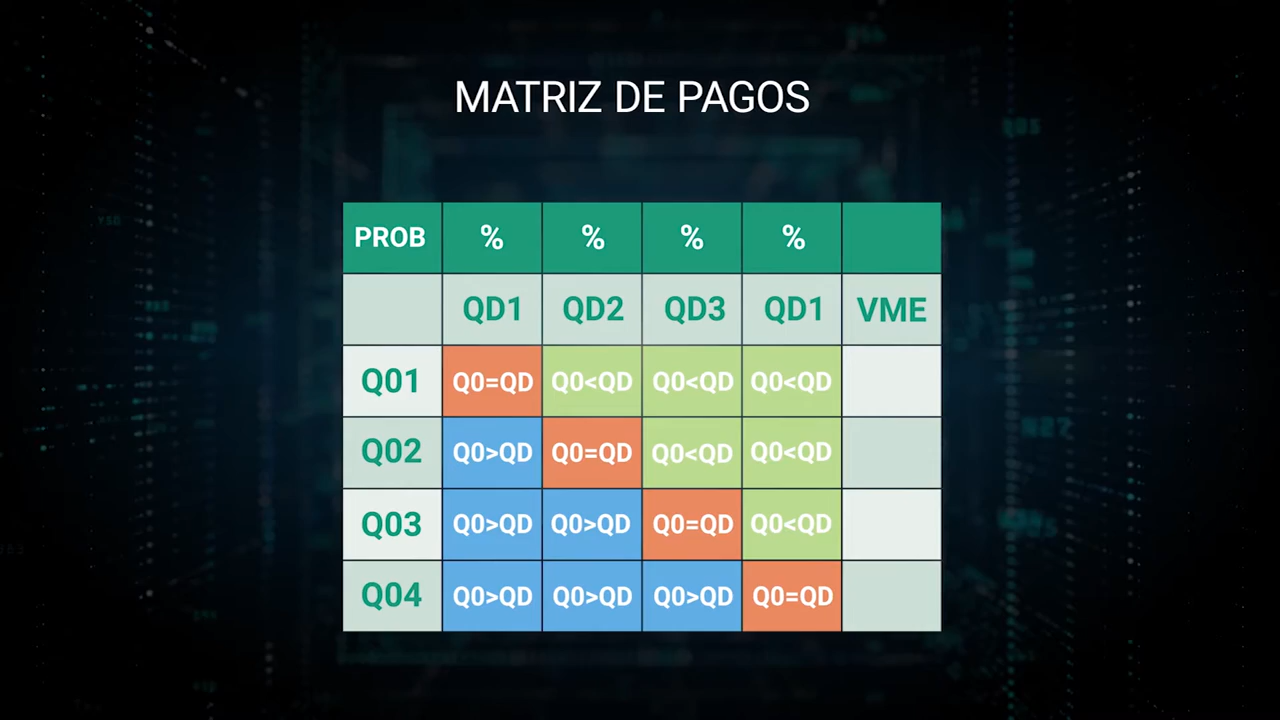 MATRIZ DE PAGOS
PROB % % % %
QD1 QD2 QD3 QD1 VME
Q01 Q0=QD Q0<QD Q0<QD Q0<QD
Q02 Q0>QD Q0=QD Q0<QD Q0<QD
Q03 Q0>QD Q0>QD Q0=QD Q0<QD
Q04 Q0>QD Q0>QD Q0>QD Q0=QD